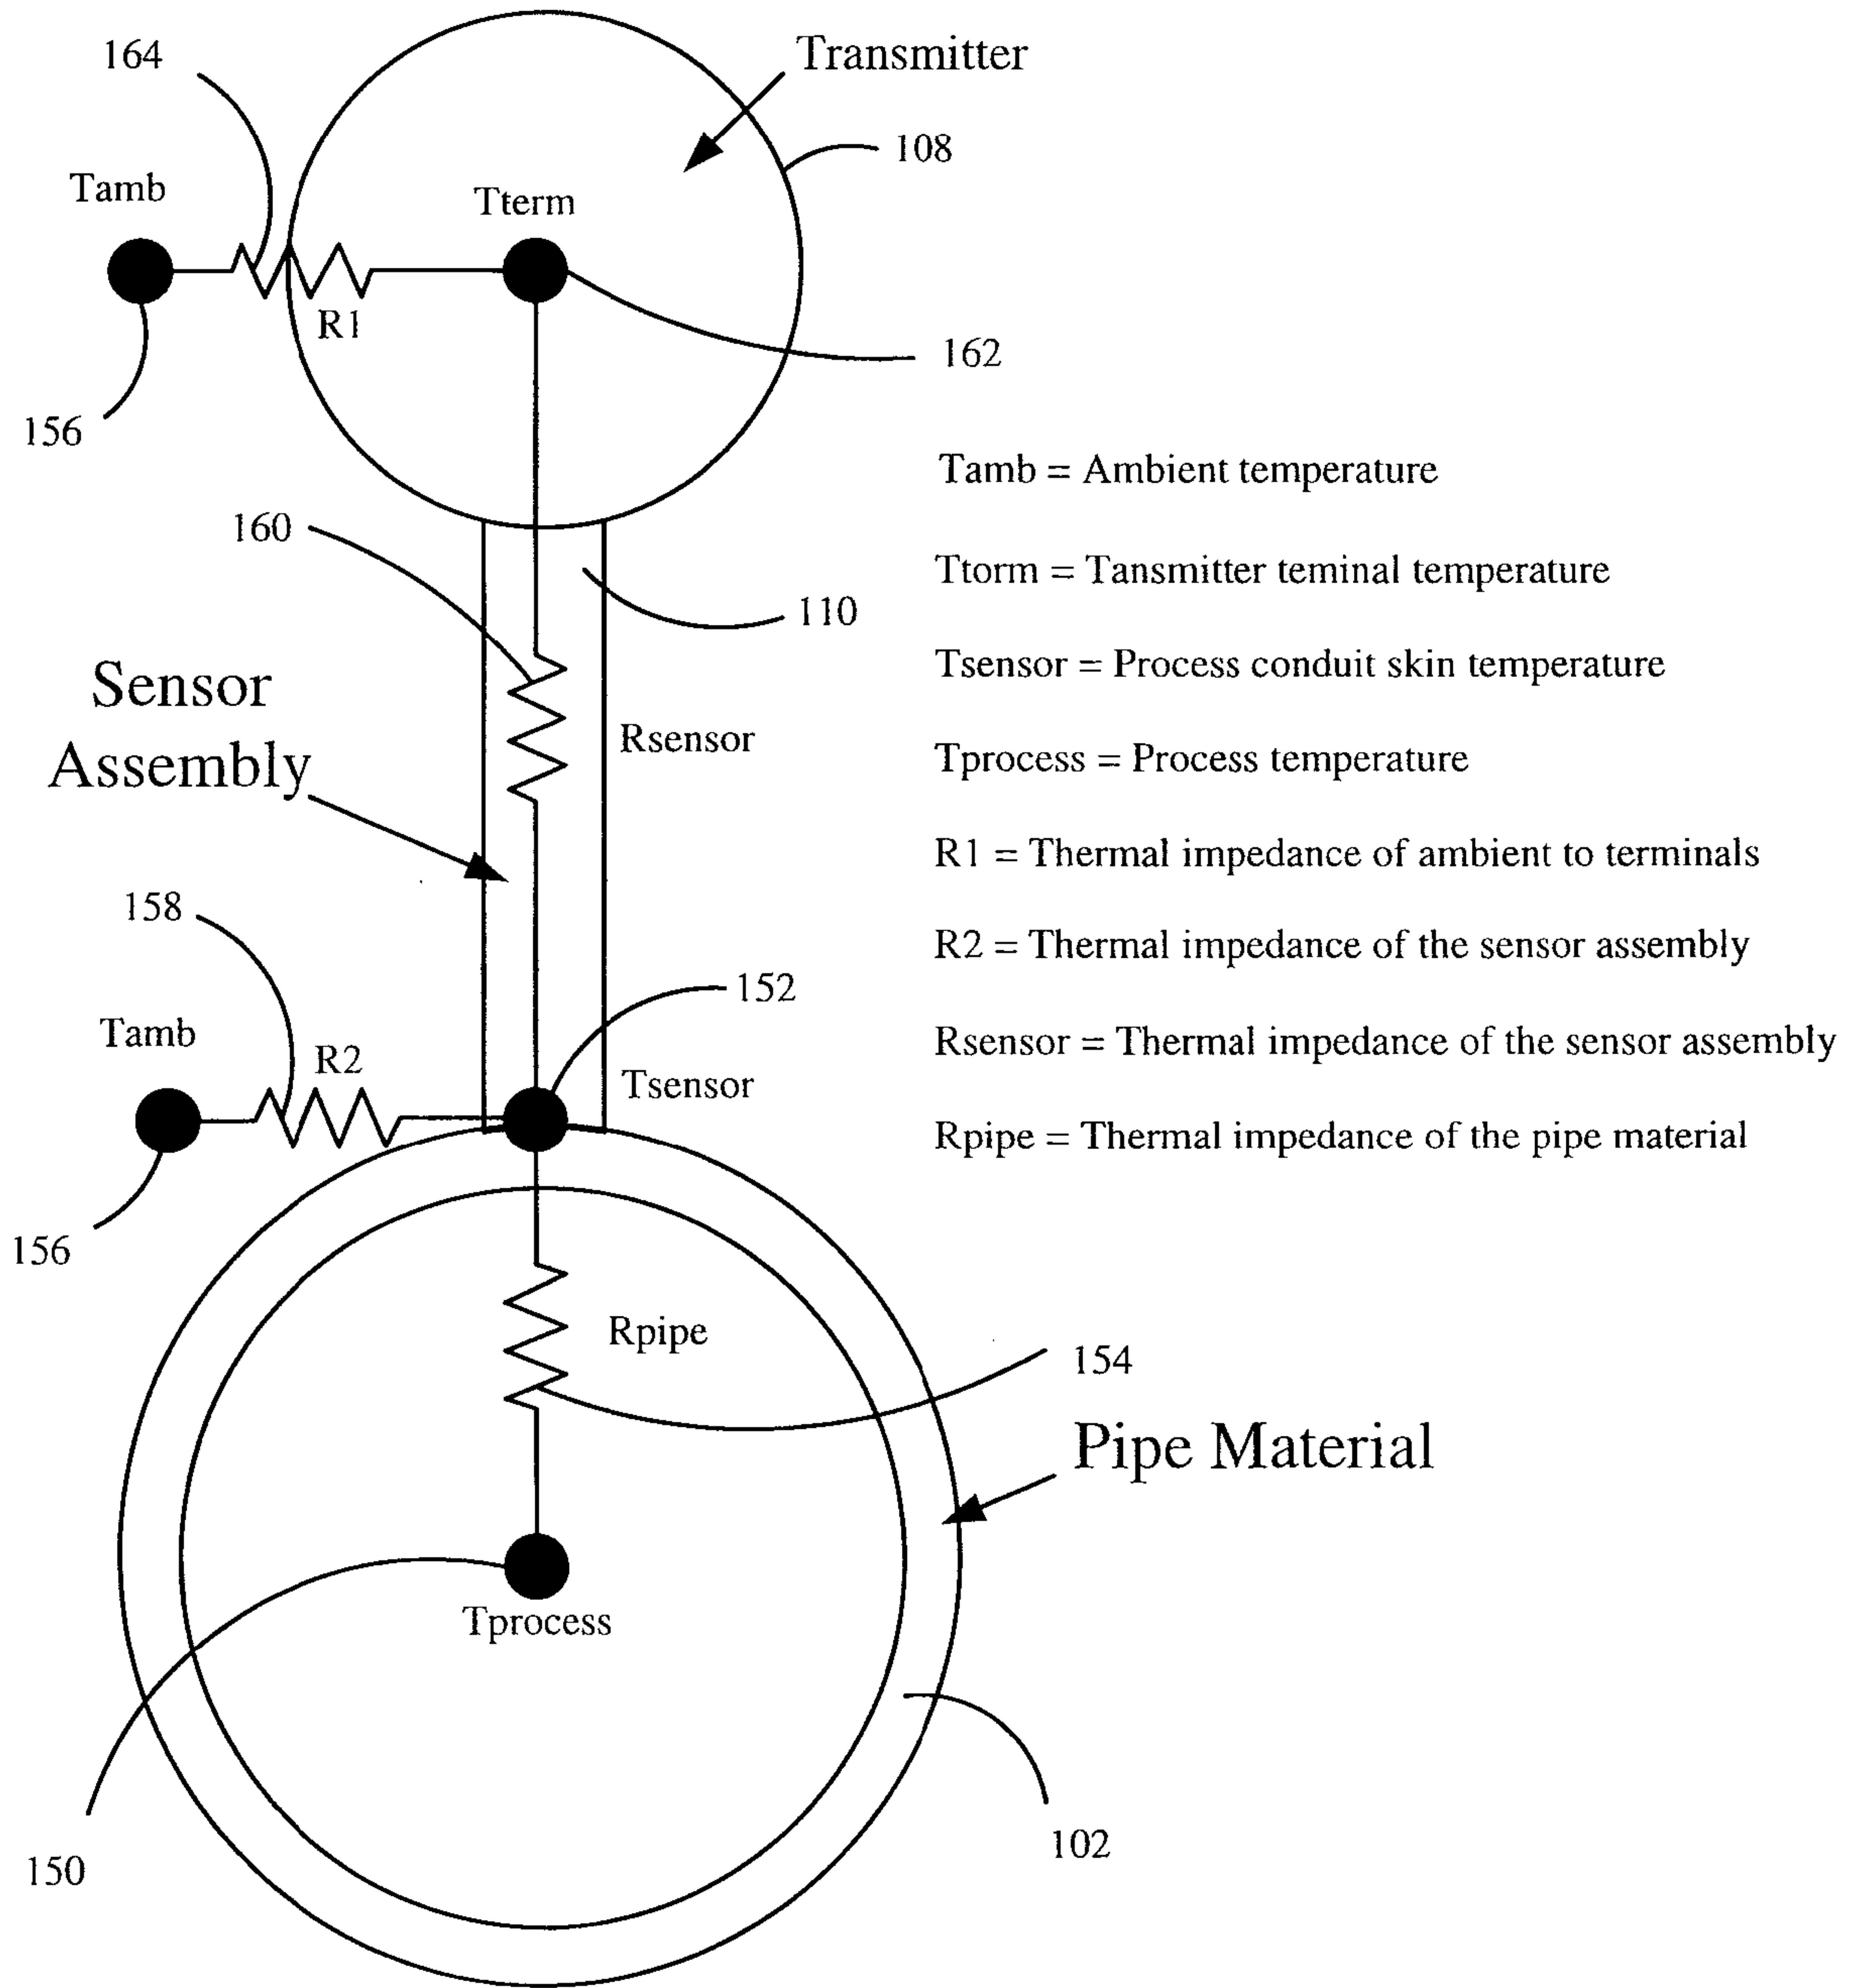 164
Transmitter
108
Tamb
Tterm
R1
162
156
Tamb = Ambient temperature
160
Ttorm = Tansmitter teminal temperature
110
Sensor
Assembly
Tsensor = Process conduit skin temperature
Rsensor
Tprocess = Process temperature
R1 = Thermal impedance of ambient to terminals
158
R2 = Thermal impedance of the sensor assembly
152
Tamb
R2
Rsensor = Thermal impedance of the sensor assembly
Tsensor
Rpipe = Thermal impedance of the pipe material
156
Rpipe
154
Pipe Material
Tprocess
102
150